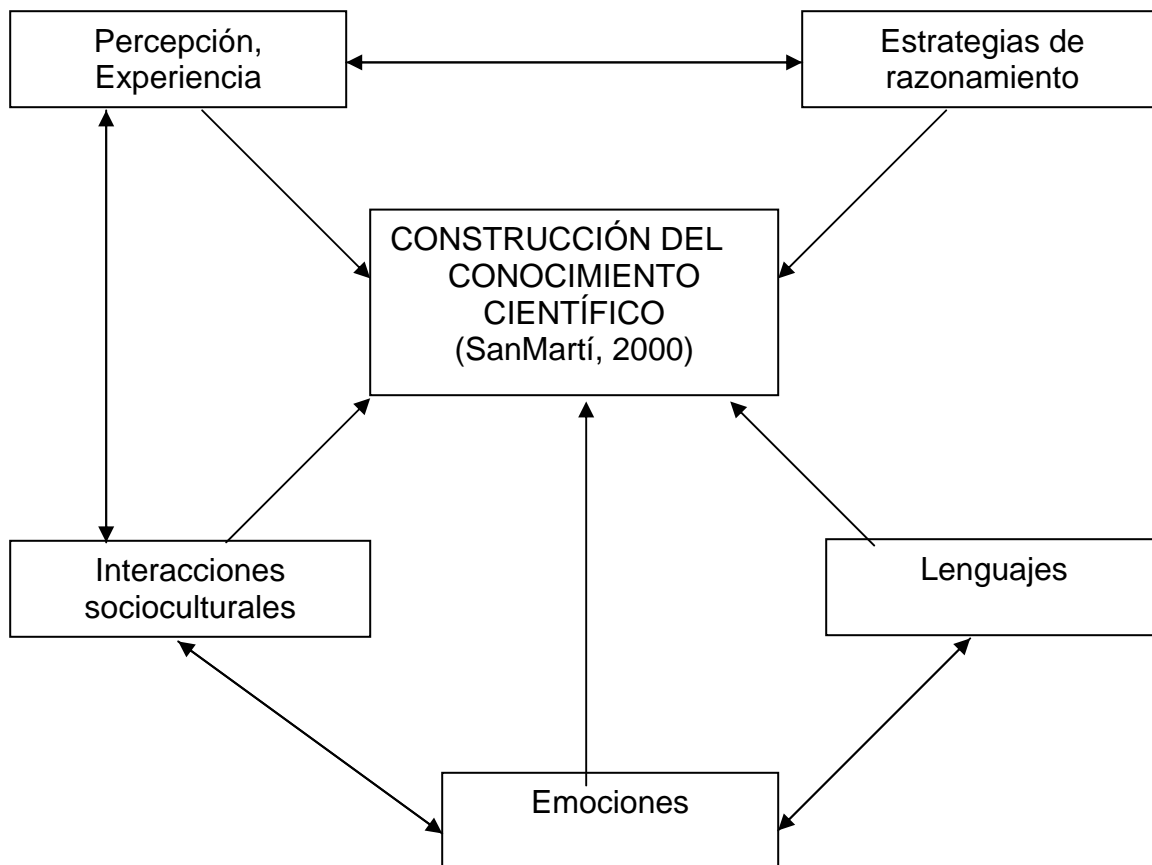 Percepción,
Experiencia
Estrategias de
razonamiento
CONSTRUCCIÓN DEL
CONOCIMIENTO
CIENTÍFICO
(SanMartí, 2000)
Interacciones
socioculturales
Lenguajes
Emociones